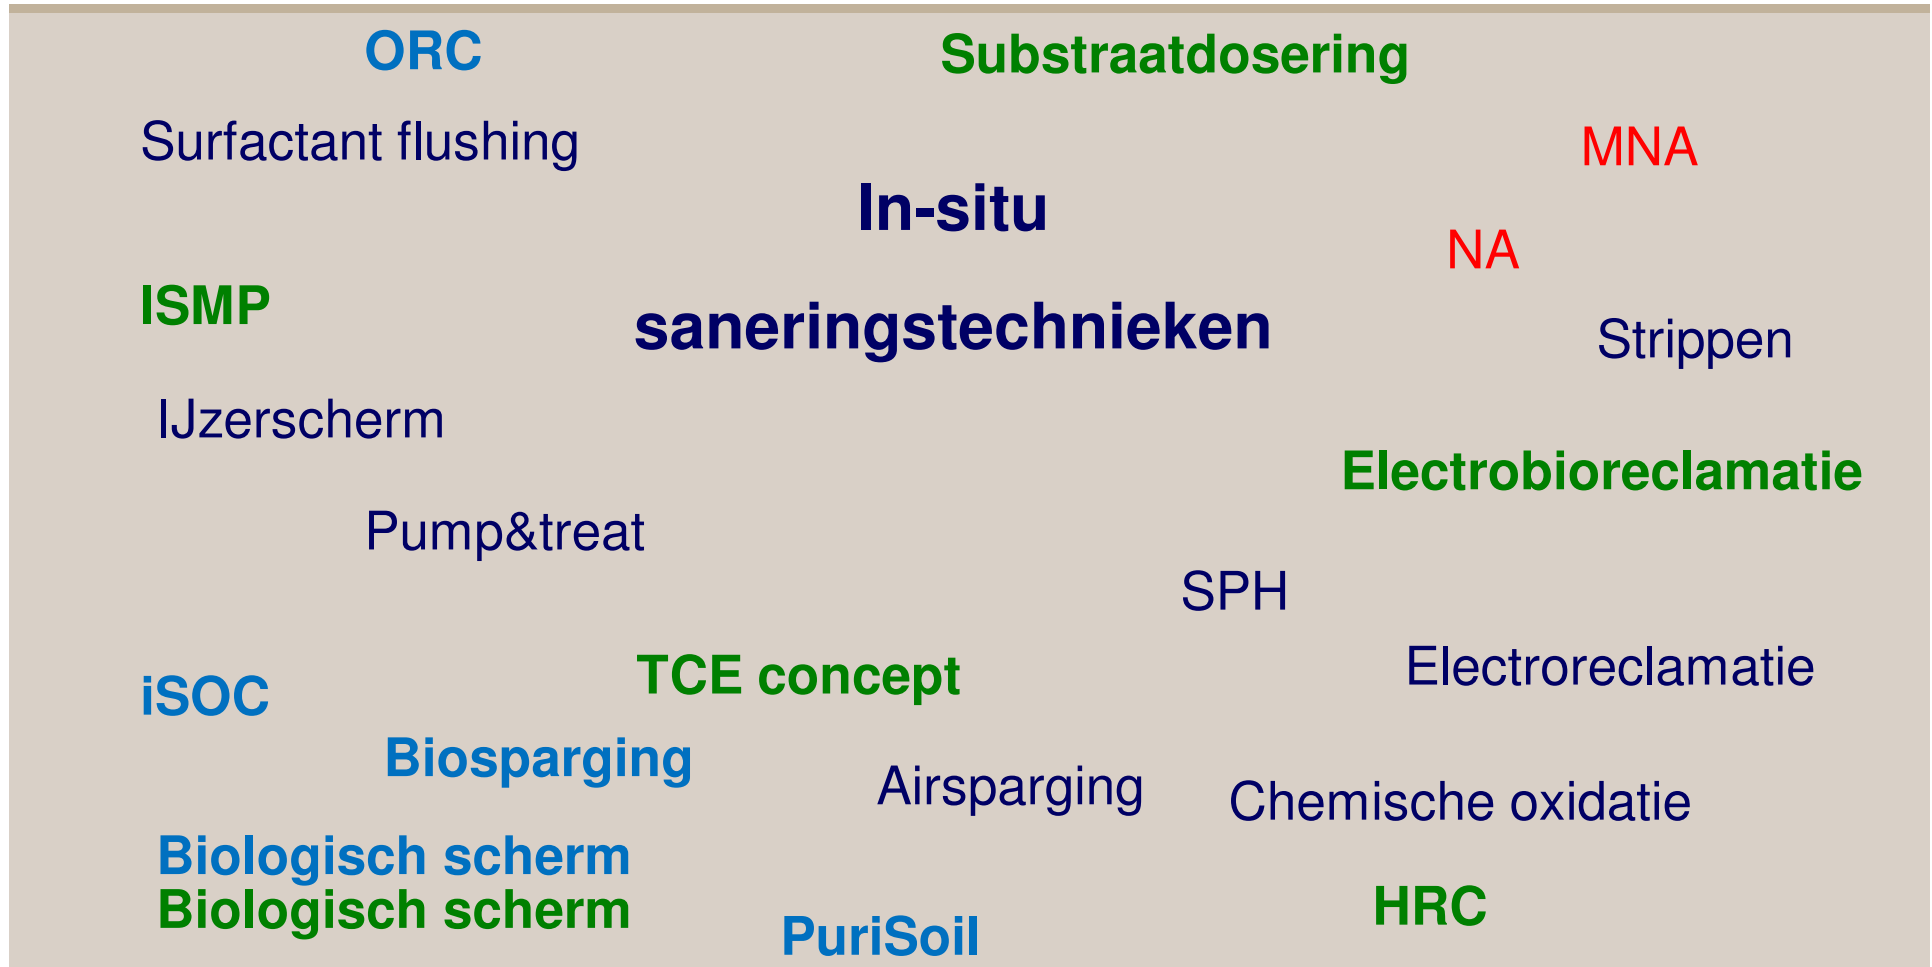 ORC
Substraatdosering
Surfactant flushing
MNA
In-situ
NA
ISMP
saneringstechnieken
Strippen
IJzerscherm
Electrobioreclamatie
Pump&treat
SPH
TCE concept
Electroreclamatie
iSOC
Biosparging
Airsparging
Chemische oxidatie
Biologisch scherm
Biologisch scherm
HRC
PuriSoil